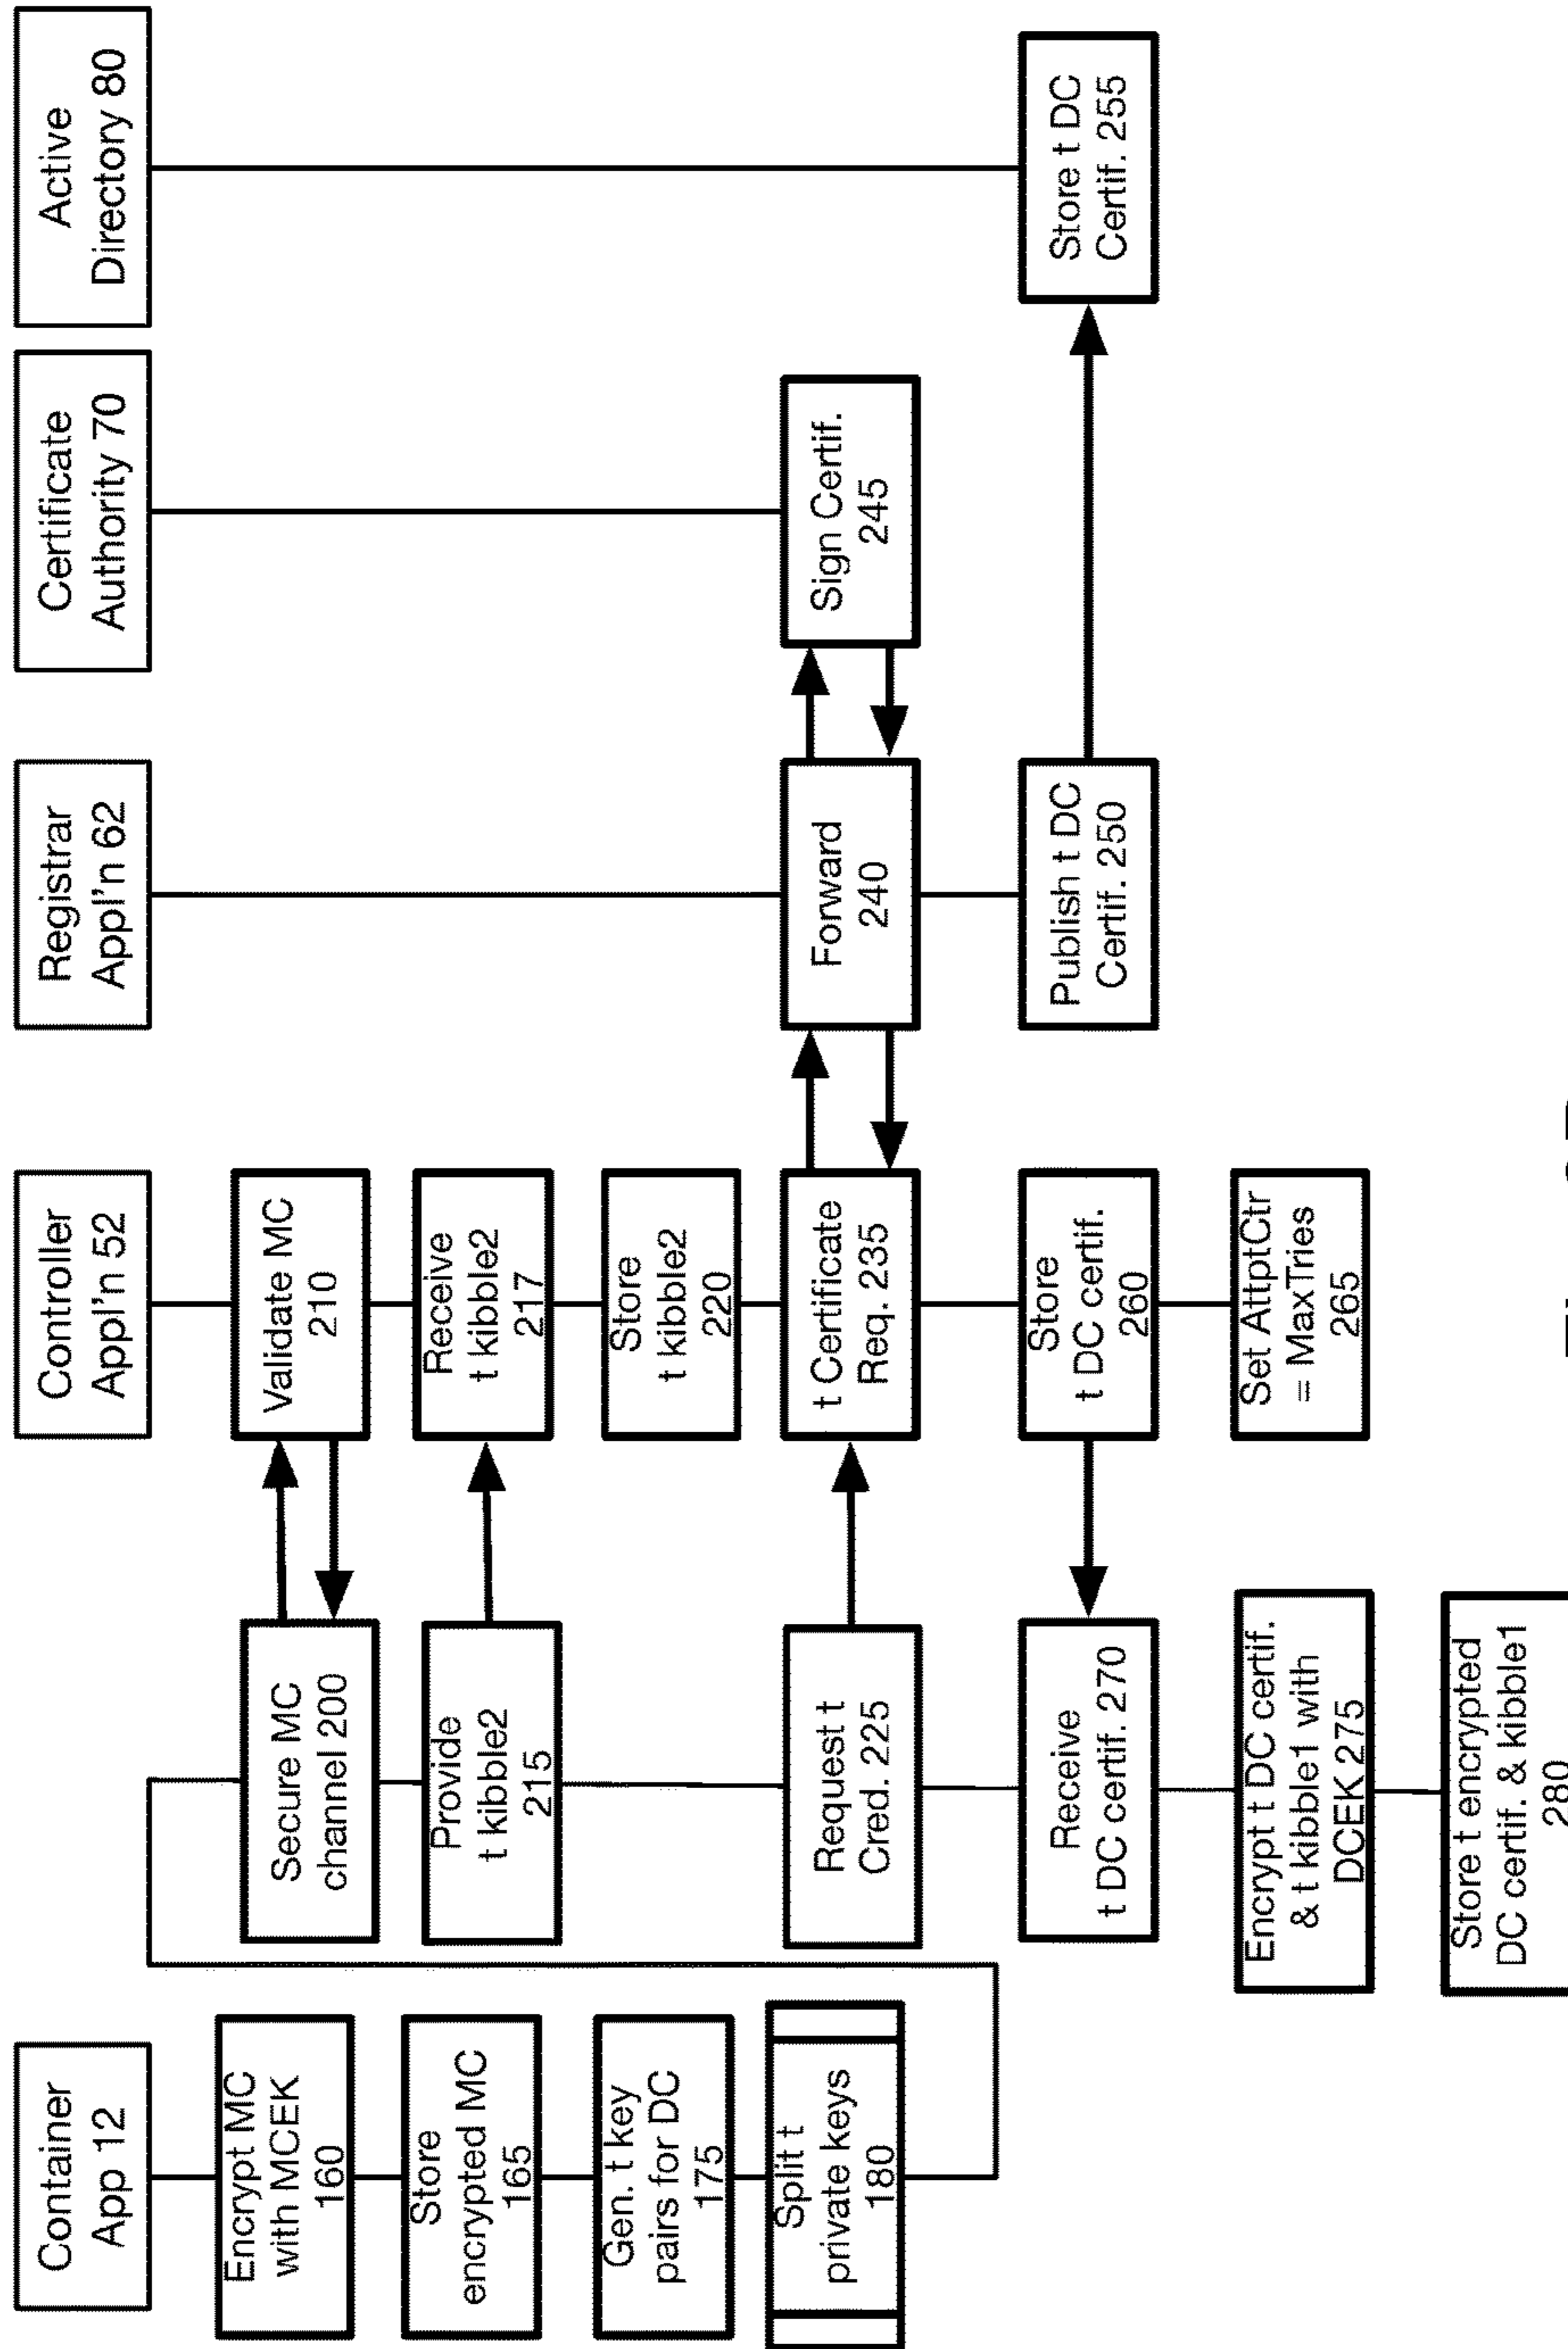 Container
App 12
Controller
Appl'n 52
Registrar
Appl'n 62
Certificate
Authority 70
Active
Directory 80
Encrypt MC
with MCEK
160
Store
encrypted MC
165
Gen. t key
pairs for DC
175
Split t
private keys
180
Secure MC
channel 200
Validate MC
210
Provide
t kibble2
215
Receive
t kibble2
217
Store
t kibble2
220
Request t
Cred. 225
t Certificate
Req. 235
Forward
240
Sign Certif.
245
Publish t DC
Certif. 250
Store t DC
Certif. 255
Store
t DC certif.
260
Set AttptCtr
= MaxTries
265
Receive
t DC certif. 270
Encrypt t DC certif.
& t kibble1 with
DCEK 275
Store t encrypted
DC certif. & kibble1
280